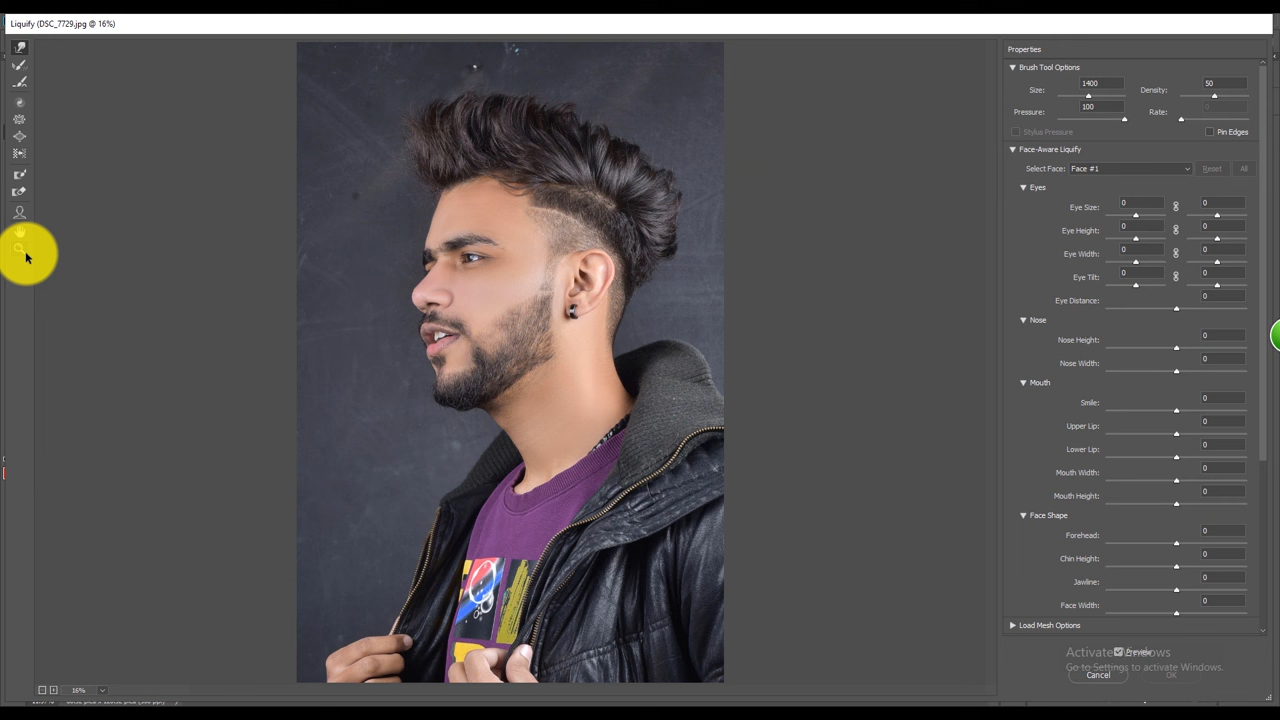 Liquify (DSC_7729.jpg @ 16%)
Properties
Brush Tool Options
Size: 1400 Density: 50
Pressure: 100 Rate: 0
Stylus Pressure Pin Edges
Face-Aware Liquify
Select Face: Face #1 Reset All
Eyes
Eye Size: 0 0
Eye Height: 0 0
Eye Width: 0 0
Eye Tilt: 0 0
Eye Distance: 0
Nose
Nose Height: 0
Nose Width: 0
Mouth
Smile: 0
Upper Lip: 0
Lower Lip: 0
Mouth Width: 0
Mouth Height: 0
Face Shape
Forehead: 0
Chin Height: 0
Jawline: 0
Face Width: 0
Load Mesh Options
Activate Windows
Preview
Go to Settings to activate Windows.
Cancel OK
16%